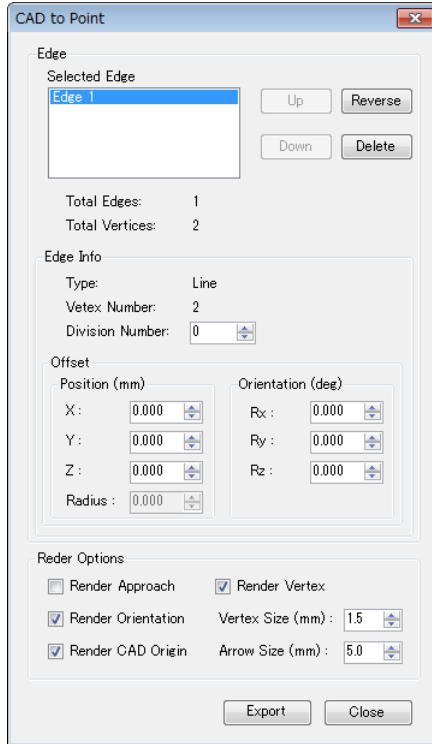 CAD to Point
Edge
Selected Edge
Edge 1
Up
Reverse
Down
Delete
Total Edges: 1
Total Vertices: 2
Edge Info
Type: Line
Vetex Number: 2
Division Number: 0
Offset
Position (mm)
Orientation (deg)
X : 0.000
Rx : 0.000
Y : 0.000
Ry : 0.000
Z : 0.000
Rz : 0.000
Radius : 0.000
Reder Options
Render Approach
Render Vertex
Render Orientation
Vertex Size (mm) : 1.5
Render CAD Origin
Arrow Size (mm) : 5.0
Export
Close